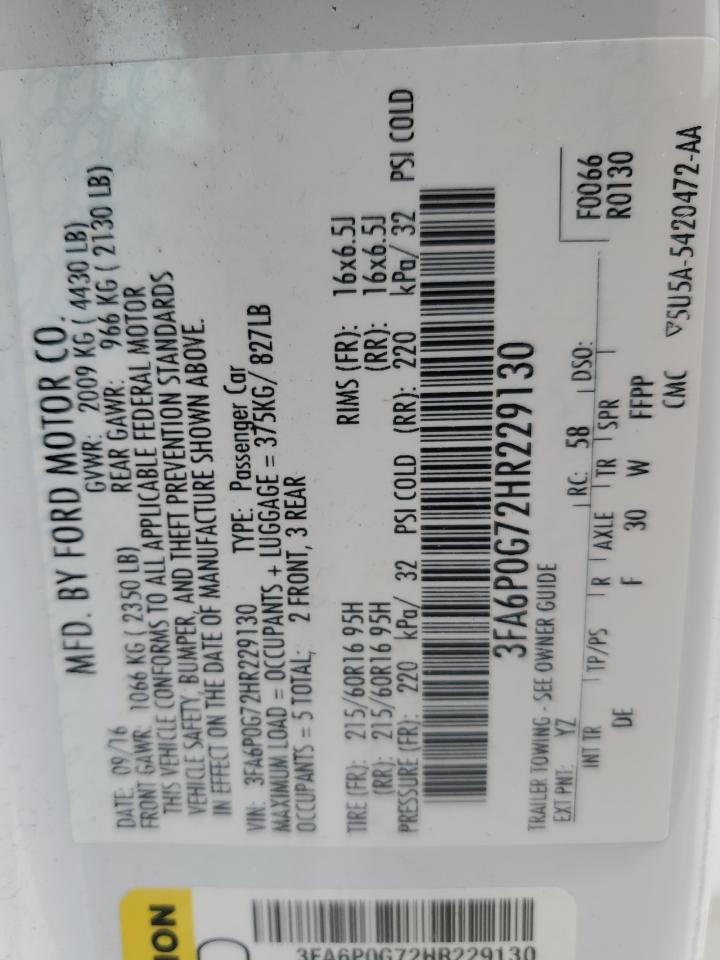 MFD. BY FORD MOTOR CO.
DATE: 09/16 GVWR: 2009 KG ( 4430 LB)
FRONT GAWR: 1066 KG ( 2350 LB) REAR GAWR: 966 KG ( 2130 LB)
THIS VEHICLE CONFORMS TO ALL APPLICABLE FEDERAL MOTOR
VEHICLE SAFETY, BUMPER, AND THEFT PREVENTION STANDARDS
IN EFFECT ON THE DATE OF MANUFACTURE SHOWN ABOVE.
VIN: 3FA6P0G72HR229130 TYPE: Passenger Car
MAXIMUM LOAD = OCCUPANTS + LUGGAGE = 375KG/ 827LB
OCCUPANTS = 5 TOTAL; 2 FRONT, 3 REAR
TIRE (FR): 215/60R16 95H RIMS (FR): 16x6.5J
(RR): 215/60R16 95H (RR): 16x6.5J
PRESSURE (FR): 220 kPa/ 32 PSI COLD (RR): 220 kPa/ 32 PSI COLD
3FA6P0G72HR229130
TRAILER TOWING - SEE OWNER GUIDE
F0066
R0130
EXT PNT: YZ RC: 58 DSO:
INT TR TP/PS R AXLE TR SPR
DE F 30 W FFPP
CMC ▽5U5A-5420472-AA
ION
3FA6P0G72HR229130